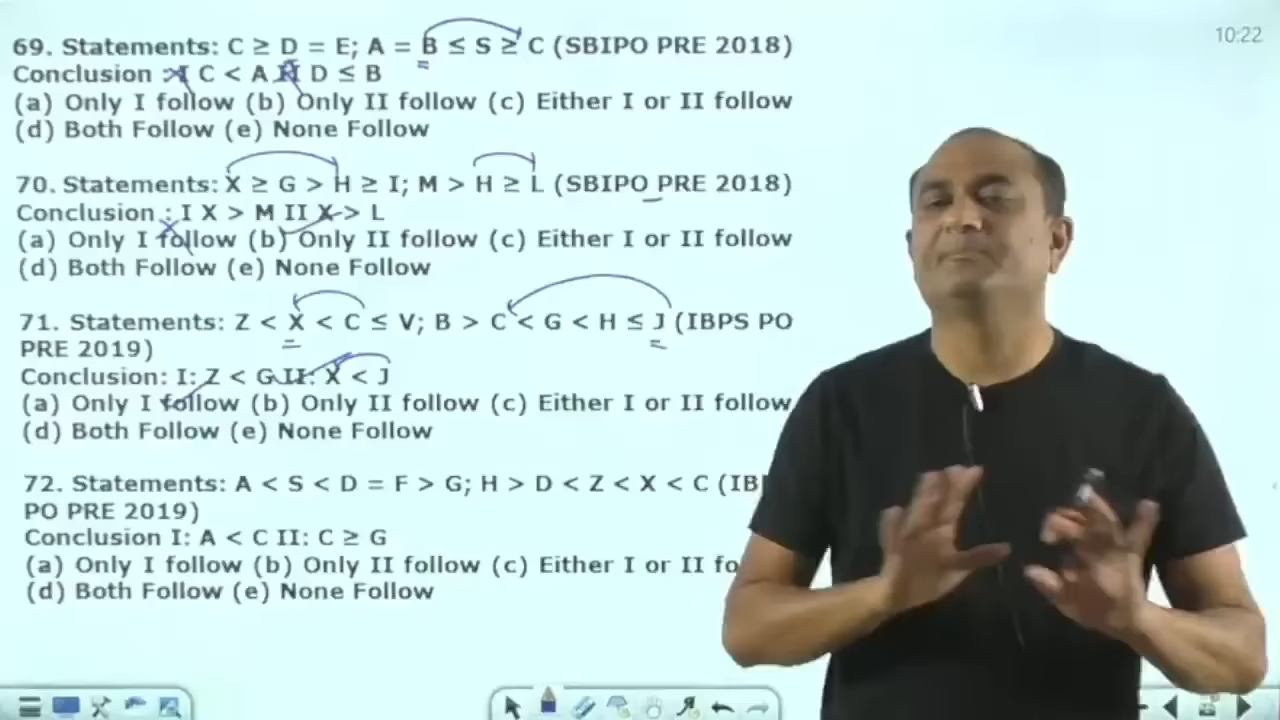 10:22
69. Statements: C ≥ D = E; A = B ≤ S ≥ C (SBIPO PRE 2018)
Conclusion : I C < A II D ≤ B
(a) Only I follow (b) Only II follow (c) Either I or II follow
(d) Both Follow (e) None Follow
70. Statements: X ≥ G > H ≥ I; M > H ≥ L (SBIPO PRE 2018)
Conclusion : I X > M II X > L
(a) Only I follow (b) Only II follow (c) Either I or II follow
(d) Both Follow (e) None Follow
71. Statements: Z < X < C ≤ V; B > C < G < H ≤ J (IBPS PO
PRE 2019)
Conclusion: I: Z < G II: X < J
(a) Only I follow (b) Only II follow (c) Either I or II follow
(d) Both Follow (e) None Follow
72. Statements: A < S < D = F > G; H > D < Z < X < C (IB
PO PRE 2019)
Conclusion I: A < C II: C ≥ G
(a) Only I follow (b) Only II follow (c) Either I or II fo
(d) Both Follow (e) None Follow